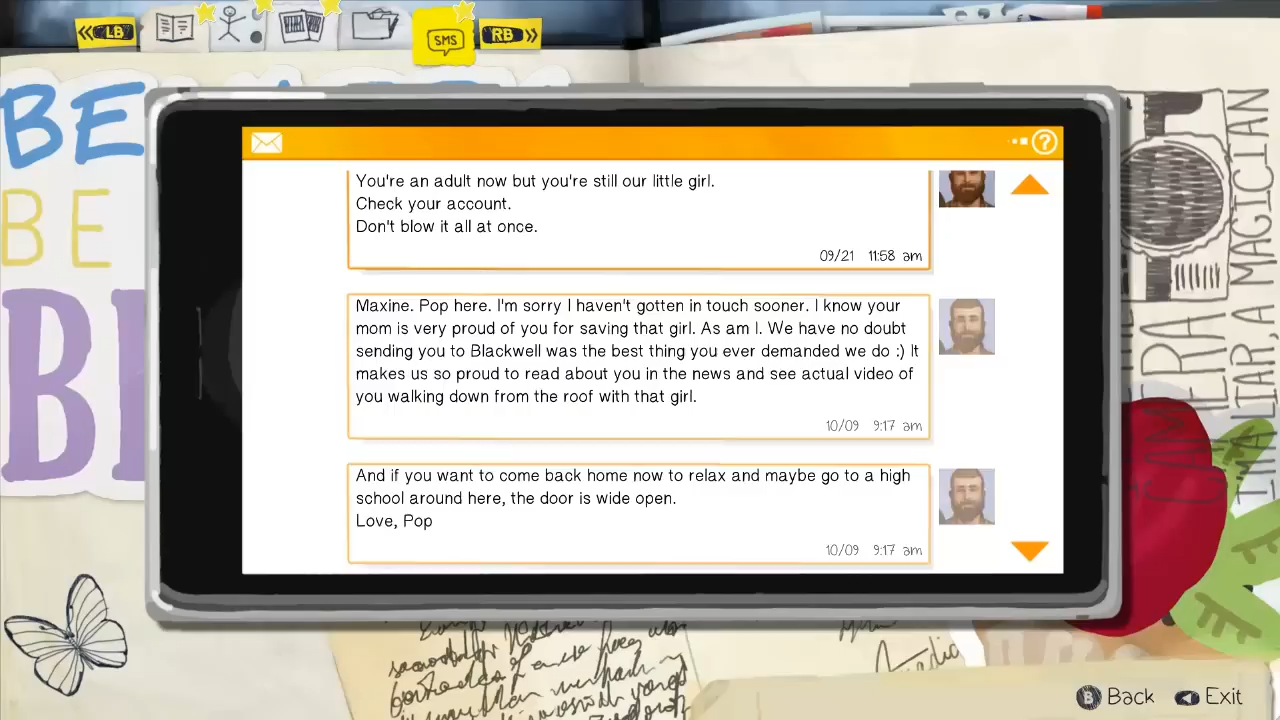 LB
SMS
RB
BE
BE
You're an adult now but you're still our little girl.
Check your account.
Don't blow it all at once.
09/21 11:58 am
Maxine. Pop here. I'm sorry I haven't gotten in touch sooner. I know your
mom is very proud of you for saving that girl. As am I. We have no doubt
sending you to Blackwell was the best thing you ever demanded we do :) It
makes us so proud to read about you in the news and see actual video of
you walking down from the roof with that girl.
10/09 9:17 am
And if you want to come back home now to relax and maybe go to a high
school around here, the door is wide open.
Love, Pop
10/09 9:17 am
B Back
Exit